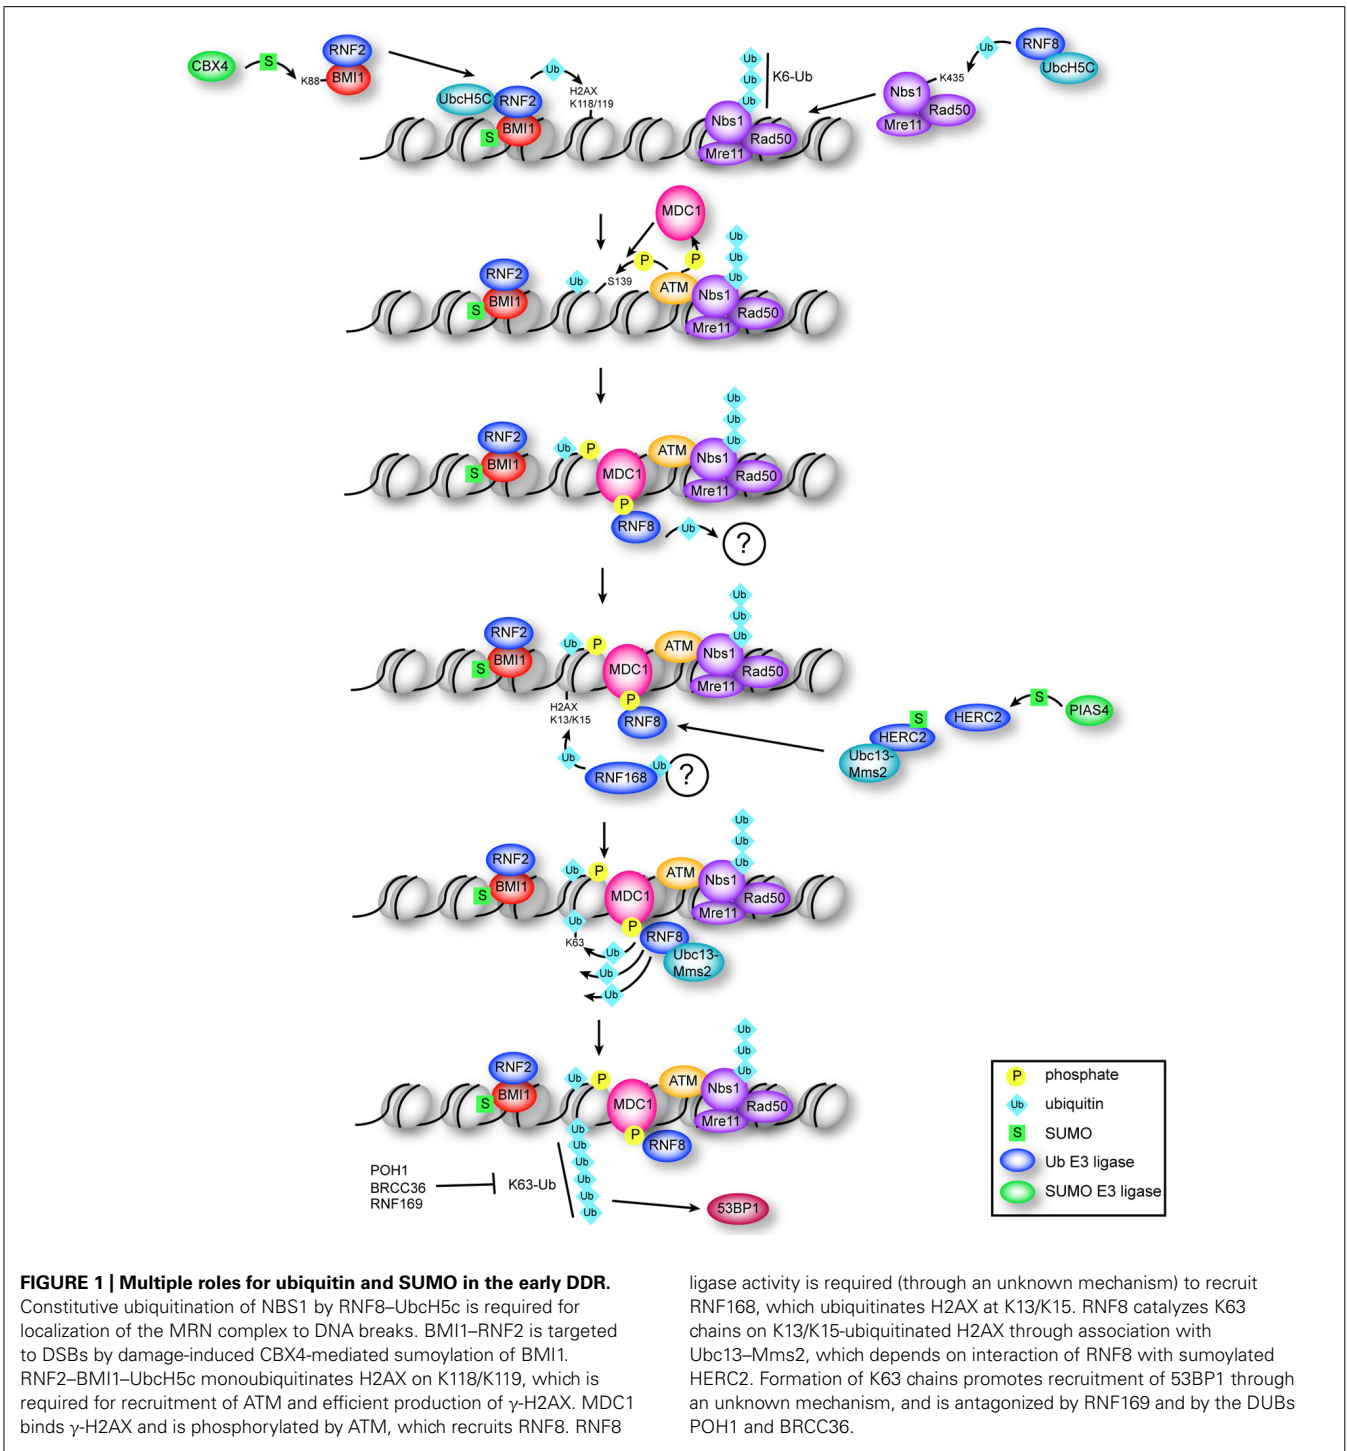 CBX4
S
K88
RNF2
BMI1
UbcH5C
RNF2
BMI1
S
Ub
H2AX
K118/119
Ub
Ub
Ub
K6-Ub
Nbs1
Mre11
Rad50
Nbs1
Mre11
Rad50
K435
Ub
RNF8
UbcH5C
MDC1
P
P
S139
Ub
RNF2
BMI1
S
ATM
Nbs1
Mre11
Rad50
Ub
Ub
Ub
RNF2
BMI1
S
Ub
P
MDC1
P
RNF8
Ub
?
ATM
Nbs1
Mre11
Rad50
Ub
Ub
Ub
RNF2
BMI1
S
Ub
P
MDC1
P
RNF8
ATM
Nbs1
Mre11
Rad50
Ub
Ub
Ub
H2AX
K13/K15
Ub
RNF168
Ub
?
S
HERC2
Ubc13-
Mms2
HERC2
S
PIAS4
RNF2
BMI1
S
Ub
P
MDC1
P
RNF8
Ubc13-
Mms2
ATM
Nbs1
Mre11
Rad50
Ub
Ub
Ub
Ub
K63
Ub
Ub
Ub
RNF2
BMI1
S
Ub
P
MDC1
P
RNF8
ATM
Nbs1
Mre11
Rad50
Ub
Ub
Ub
POH1
BRCC36
RNF169
K63-Ub
Ub
Ub
Ub
Ub
Ub
Ub
53BP1
P phosphate
Ub ubiquitin
S SUMO
Ub E3 ligase
SUMO E3 ligase
FIGURE 1 | Multiple roles for ubiquitin and SUMO in the early DDR.
Constitutive ubiquitination of NBS1 by RNF8–UbcH5c is required for
localization of the MRN complex to DNA breaks. BMI1–RNF2 is targeted
to DSBs by damage-induced CBX4-mediated sumoylation of BMI1.
RNF2–BMI1–UbcH5c monoubiquitinates H2AX on K118/K119, which is
required for recruitment of ATM and efficient production of γ-H2AX. MDC1
binds γ-H2AX and is phosphorylated by ATM, which recruits RNF8. RNF8
ligase activity is required (through an unknown mechanism) to recruit
RNF168, which ubiquitinates H2AX at K13/K15. RNF8 catalyzes K63
chains on K13/K15-ubiquitinated H2AX through association with
Ubc13–Mms2, which depends on interaction of RNF8 with sumoylated
HERC2. Formation of K63 chains promotes recruitment of 53BP1 through
an unknown mechanism, and is antagonized by RNF169 and by the DUBs
POH1 and BRCC36.